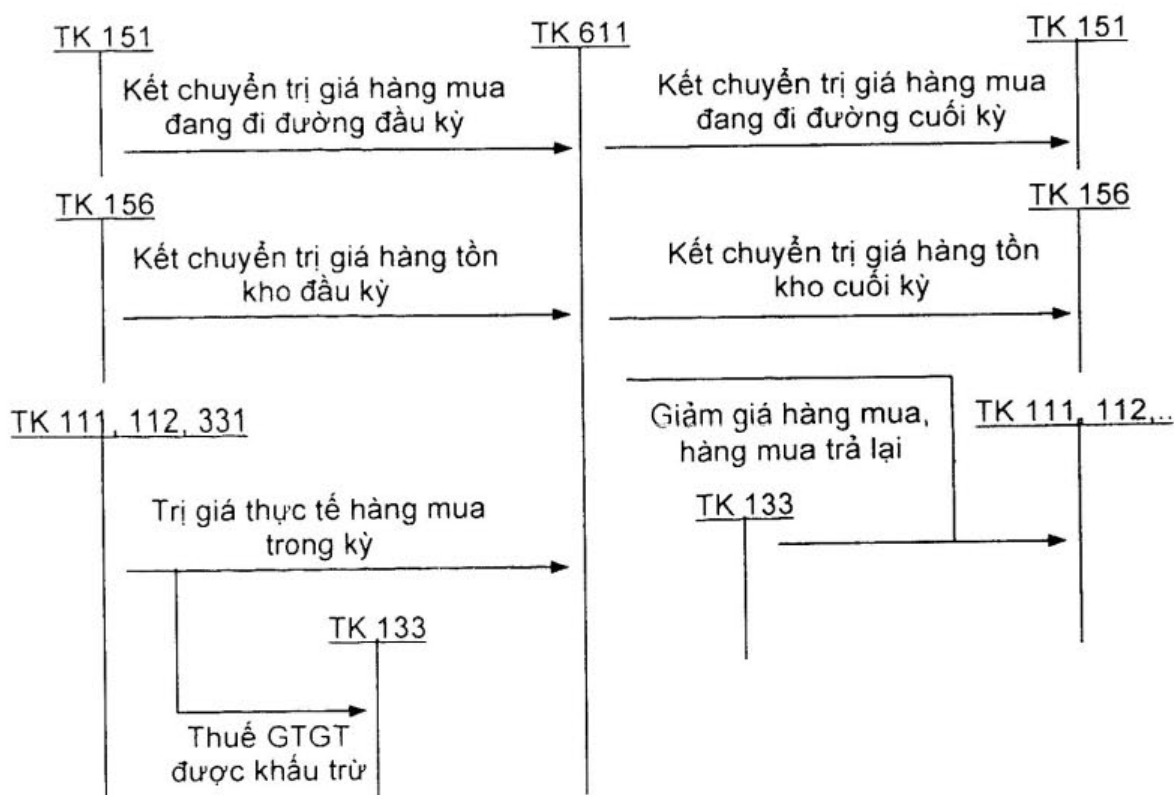 TK 151
TK 611
TK 151
Kết chuyển trị giá hàng mua
đang đi đường đầu kỳ
Kết chuyển trị giá hàng mua
đang đi đường cuối kỳ
TK 156
TK 156
Kết chuyển trị giá hàng tồn
kho đầu kỳ
Kết chuyển trị giá hàng tồn
kho cuối kỳ
TK 111, 112, 331
Giảm giá hàng mua,
hàng mua trả lại
TK 111, 112,..
Trị giá thực tế hàng mua
trong kỳ
TK 133
TK 133
Thuế GTGT
được khấu trừ